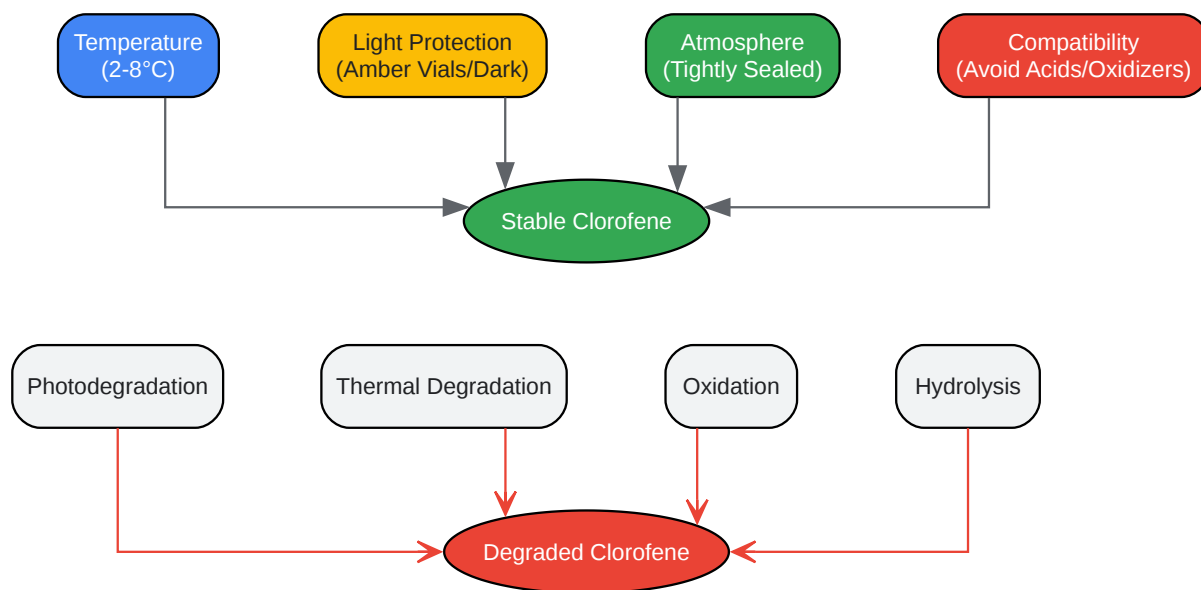 Temperature
(2-8°C)
Light Protection
(Amber Vials/Dark)
Atmosphere
(Tightly Sealed)
Compatibility
(Avoid Acids/Oxidizers)
Stable Clorofene
Photodegradation
Thermal Degradation
Oxidation
Hydrolysis
Degraded Clorofene